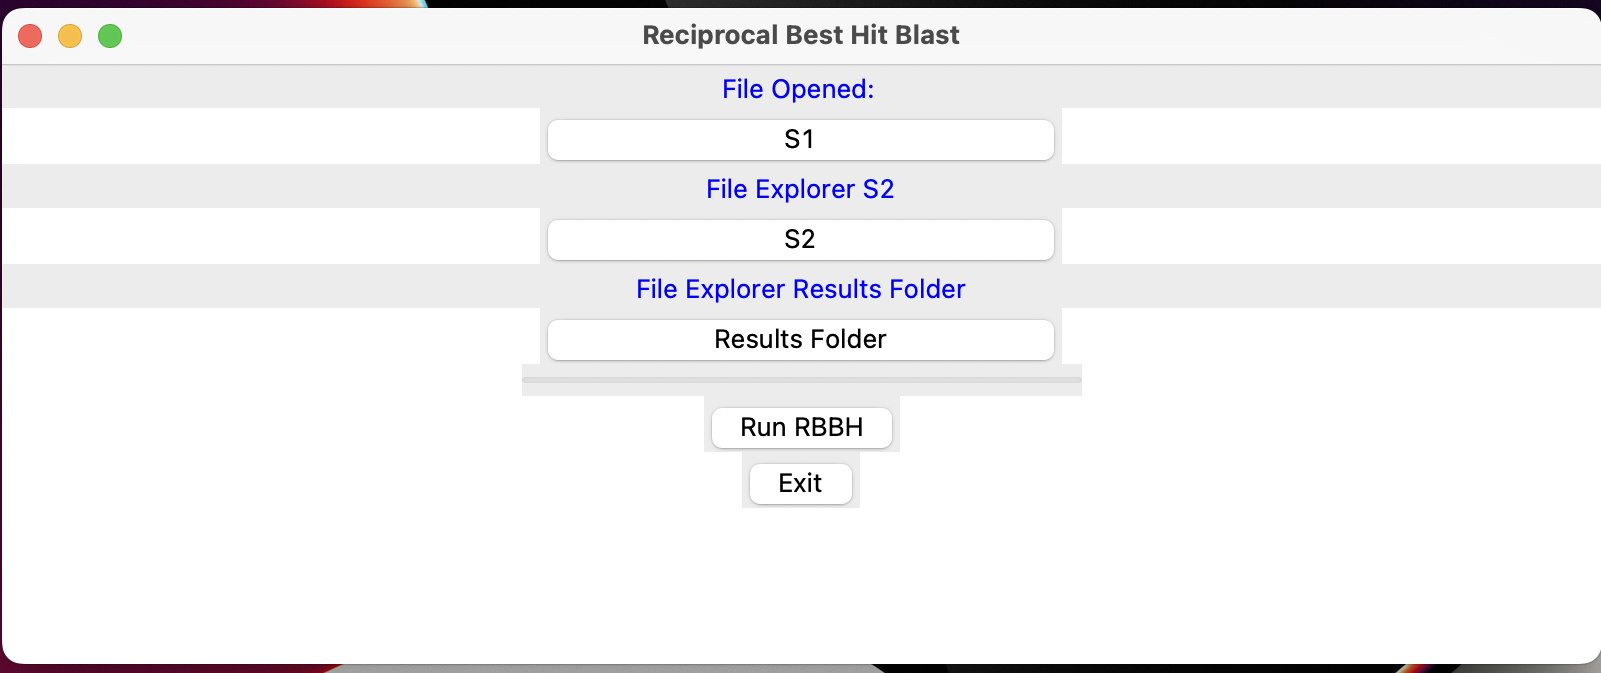 Reciprocal Best Hit Blast
File Opened:
S1
File Explorer S2
S2
File Explorer Results Folder
Results Folder
Run RBBH
Exit